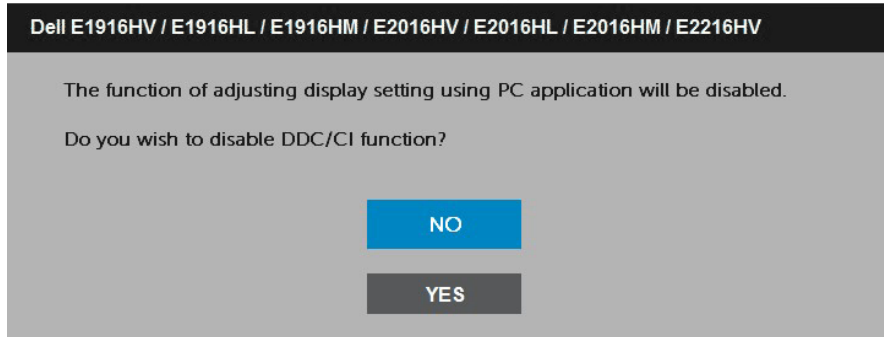 Dell E1916HV / E1916HL / E1916HM / E2016HV / E2016HL / E2016HM / E2216HV
The function of adjusting display setting using PC application will be disabled.
Do you wish to disable DDC/CI function?
NO
YES